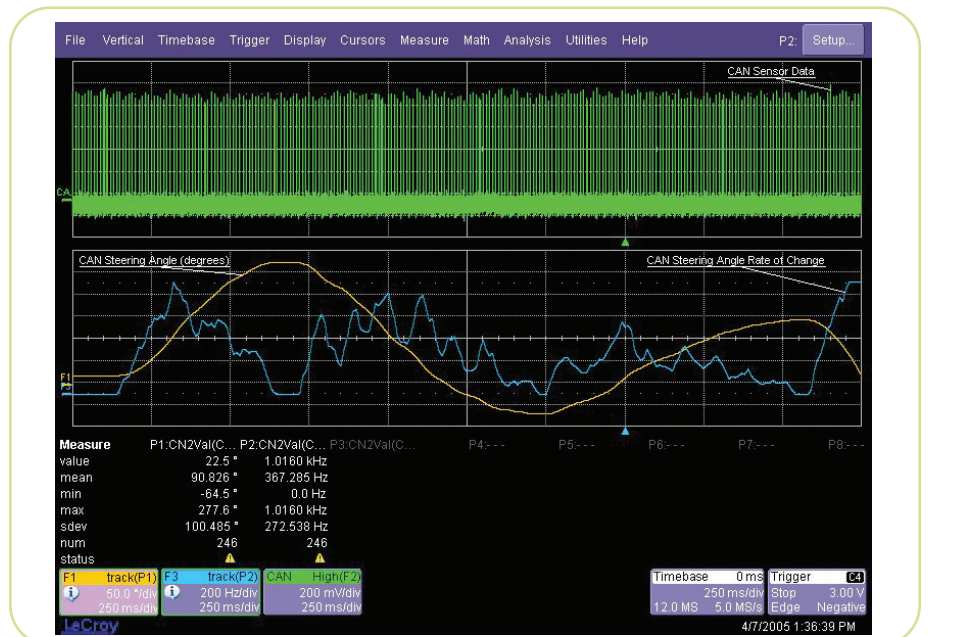 File Vertical Timebase Trigger Display Cursors Measure Math Analysis Utilities Help P2: Setup...
CAN Sensor Data
CA
CAN Steering Angle (degrees) CAN Steering Angle Rate of Change
F1
F3
Measure P1:CN2Val(C... P2:CN2Val(C... P3:CN2Val(C... P4:- - - P5:- - - P6:- - - P7:- - - P8:- - -
value 22.5 ° 1.0160 kHz
mean 90.826 ° 367.285 Hz
min -64.5 ° 0.0 Hz
max 277.6 ° 1.0160 kHz
sdev 100.485 ° 272.538 Hz
num 246 246
status
F1 track(P1) F3 track(P2) CAN High(F2) Timebase 0 ms Trigger C4
50.0 °/div 200 Hz/div 200 mV/div 250 ms/div Stop 3.00 V
250 ms/div 250 ms/div 250 ms/div 12.0 MS 5.0 MS/s Edge Negative
LeCroy 4/7/2005 1:36:39 PM